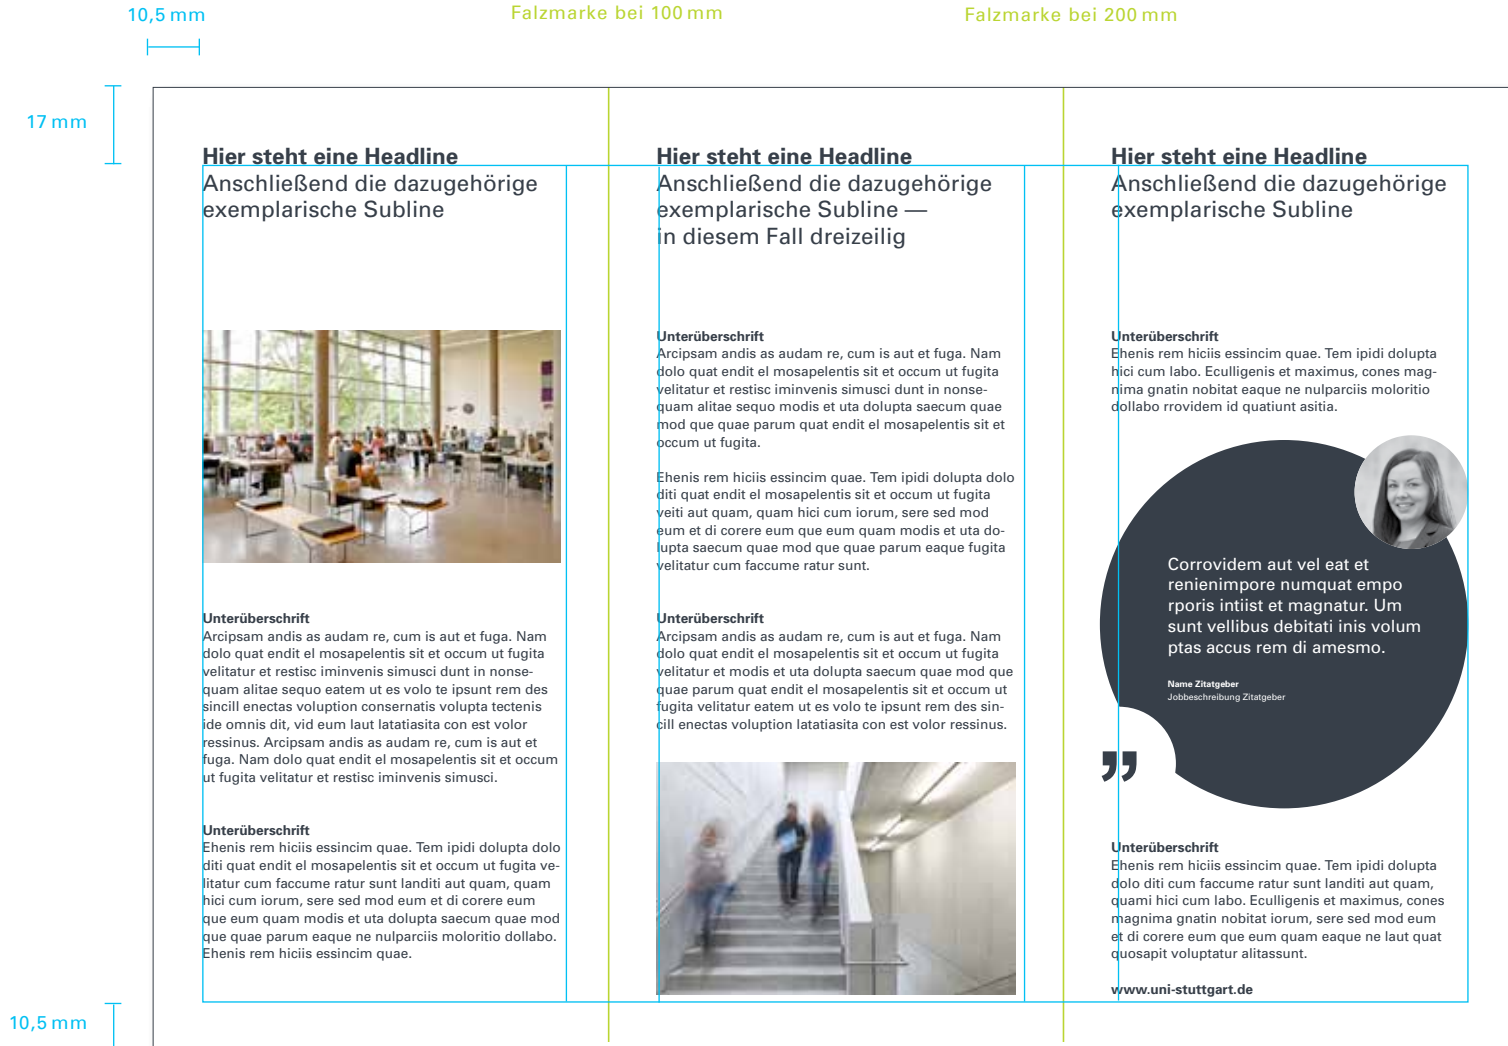 10,5 mm
Falzmarke bei 100 mm
Falzmarke bei 200 mm
17 mm
Hier steht eine Headline
Anschließend die dazugehörige
exemplarische Subline
Unterüberschrift
Arcipsam andis as audam re, cum is aut et fuga. Nam
dolo quat endit el mosapelentis sit et occum ut fugita
velitatur et restisc iminvenis simusci dunt in nonse-
quam alitae sequo eatem ut es volo te ipsunt rem des
sincill enectas voluption consernatis volupta tectenis
ide omnis dit, vid eum laut latatiasita con est volor
ressinus. Arcipsam andis as audam re, cum is aut et
fuga. Nam dolo quat endit el mosapelentis sit et occum
ut fugita velitatur et restisc iminvenis simusci.
Unterüberschrift
Ehenis rem hiciis essincim quae. Tem ipidi dolupta dolo
diti quat endit el mosapelentis sit et occum ut fugita ve-
litatur cum faccume ratur sunt landiti aut quam, quam
hici cum iorum, sere sed mod eum et di corere eum
que eum quam modis et uta dolupta saecum quae mod
que quae parum eaque ne nulparciis moloritio dollabo.
Ehenis rem hiciis essincim quae.
10,5 mm
Hier steht eine Headline
Anschließend die dazugehörige
exemplarische Subline —
in diesem Fall dreizeilig
Unterüberschrift
Arcipsam andis as audam re, cum is aut et fuga. Nam
dolo quat endit el mosapelentis sit et occum ut fugita
velitatur et restisc iminvenis simusci dunt in nonse-
quam alitae sequo modis et uta dolupta saecum quae
mod que quae parum quat endit el mosapelentis sit et
occum ut fugita.
Ehenis rem hiciis essincim quae. Tem ipidi dolupta dolo
diti quat endit el mosapelentis sit et occum ut fugita
veiti aut quam, quam hici cum iorum, sere sed mod
eum et di corere eum que eum quam modis et uta do-
lupta saecum quae mod que quae parum eaque fugita
velitatur cum faccume ratur sunt.
Unterüberschrift
Arcipsam andis as audam re, cum is aut et fuga. Nam
dolo quat endit el mosapelentis sit et occum ut fugita
velitatur et modis et uta dolupta saecum quae mod que
quae parum quat endit el mosapelentis sit et occum ut
fugita velitatur eatem ut es volo te ipsunt rem des sin-
cill enectas voluption latatiasita con est volor ressinus.
Hier steht eine Headline
Anschließend die dazugehörige
exemplarische Subline
Unterüberschrift
Ehenis rem hiciis essincim quae. Tem ipidi dolupta
hici cum labo. Eculligenis et maximus, cones mag-
nima gnatin nobitat eaque ne nulparciis moloritio
dollabo rrovidem id quatiunt asitia.
Corrovidem aut vel eat et
renienimpore numquat empo
rporis intiist et magnatur. Um
sunt vellibus debitati inis volum
ptas accus rem di amesmo.
Name Zitatgeber
Jobbeschreibung Zitatgeber
”
Unterüberschrift
Ehenis rem hiciis essincim quae. Tem ipidi dolupta
dolo diti cum faccume ratur sunt landiti aut quam,
quami hici cum labo. Eculligenis et maximus, cones
magnima gnatin nobitat iorum, sere sed mod eum
et di corere eum que eum quam eaque ne laut quat
quosapit voluptatur alitassunt.
www.uni-stuttgart.de